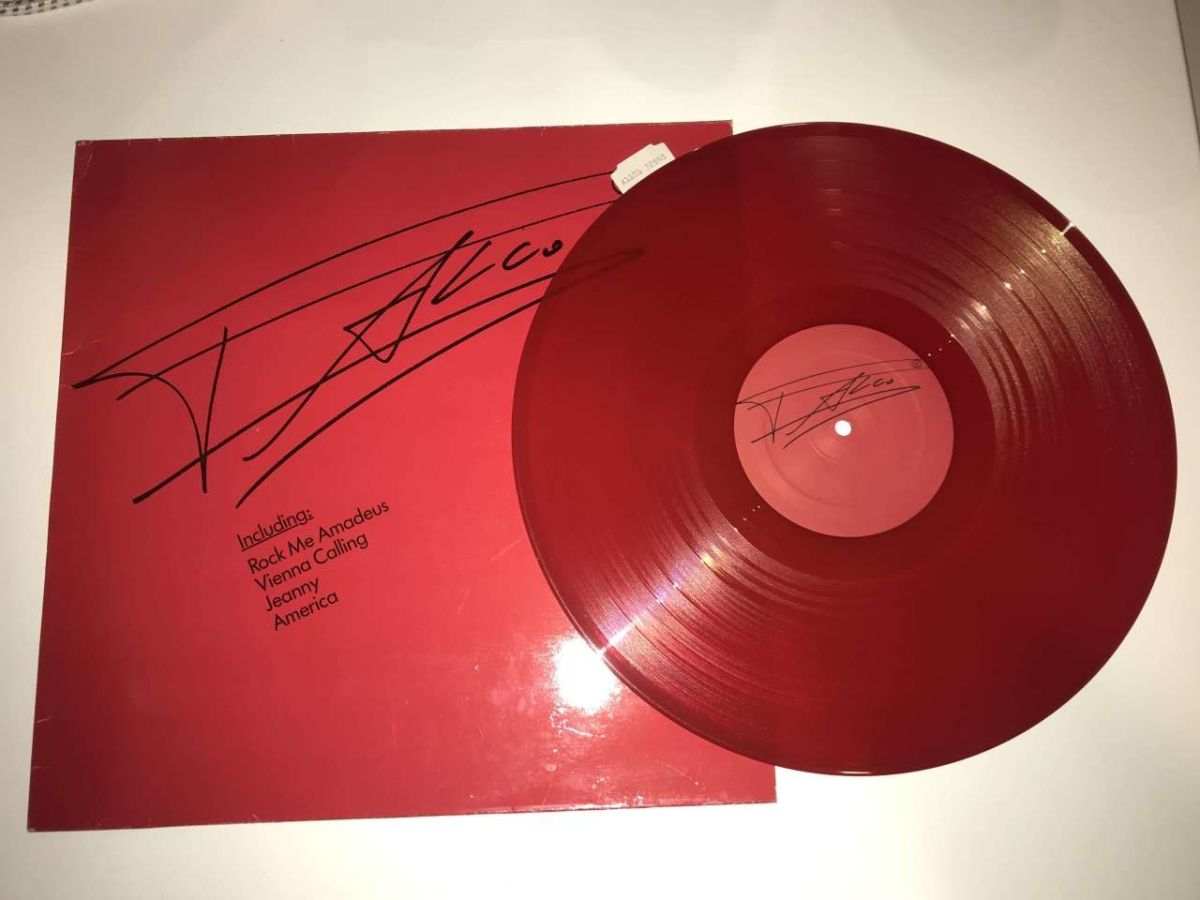 FALCO
Including:
Rock Me Amadeus
Vienna Calling
Jeanny
America
FALCO